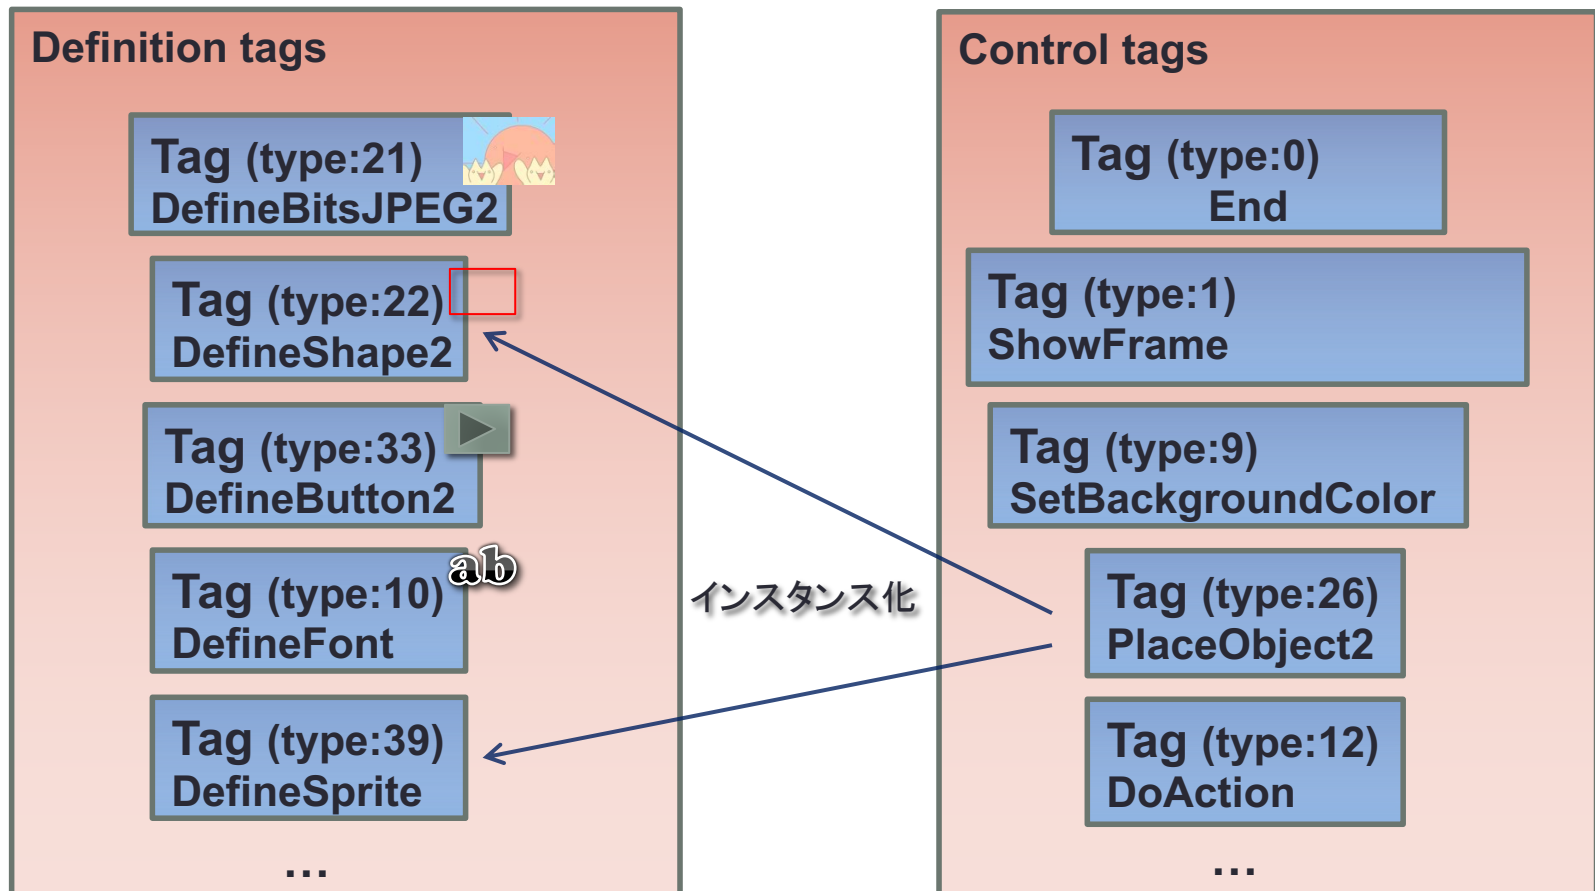 Definition tags
Tag (type:21)
DefineBitsJPEG2
Tag (type:22)
DefineShape2
Tag (type:33)
DefineButton2
Tag (type:10)
DefineFont
ab
Tag (type:39)
DefineSprite
...
インスタンス化
Control tags
Tag (type:0)
End
Tag (type:1)
ShowFrame
Tag (type:9)
SetBackgroundColor
Tag (type:26)
PlaceObject2
Tag (type:12)
DoAction
...